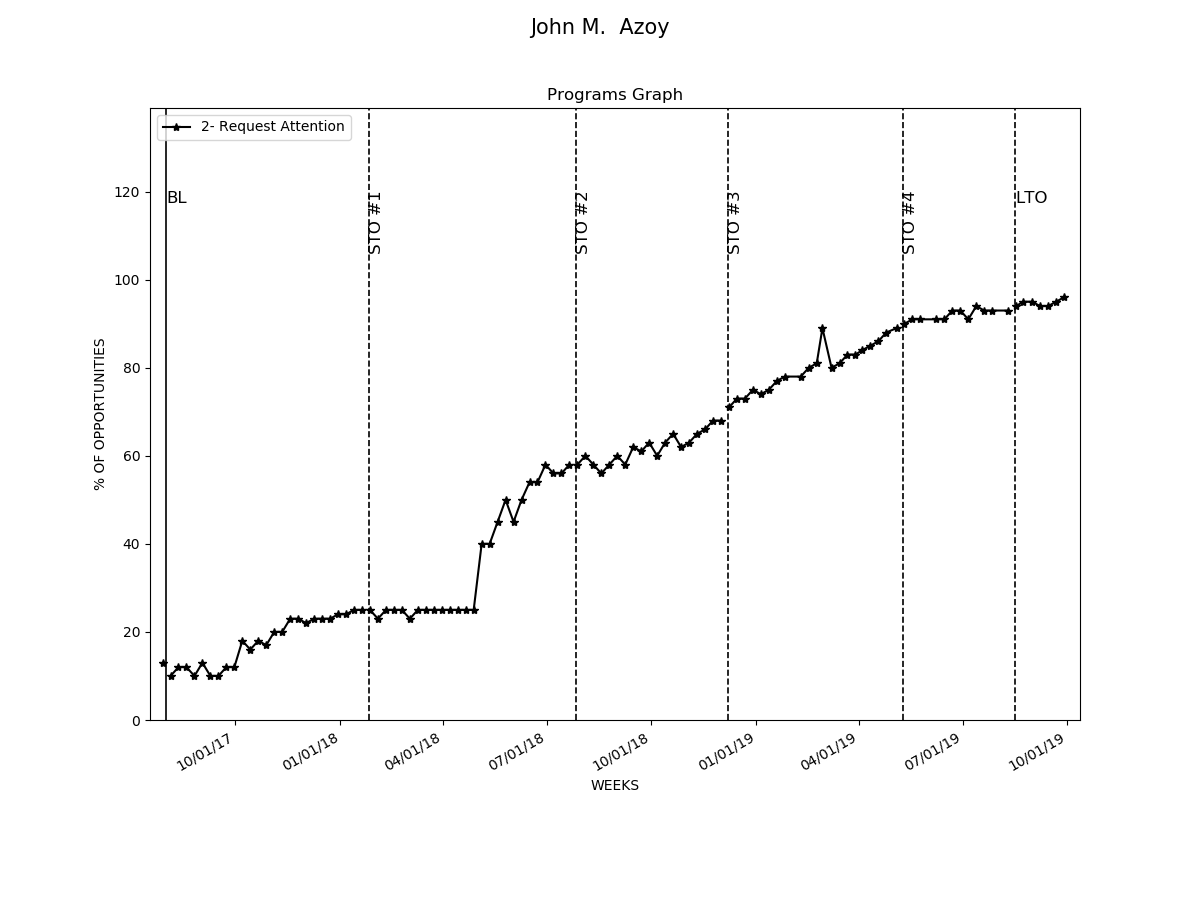 John M.  Azoy
Programs Graph
2- Request Attention
BL
STO #1
STO #2
STO #3
STO #4
LTO
120
100
80
60
40
20
0
% OF OPPORTUNITIES
10/01/17
01/01/18
04/01/18
07/01/18
10/01/18
01/01/19
04/01/19
07/01/19
10/01/19
WEEKS